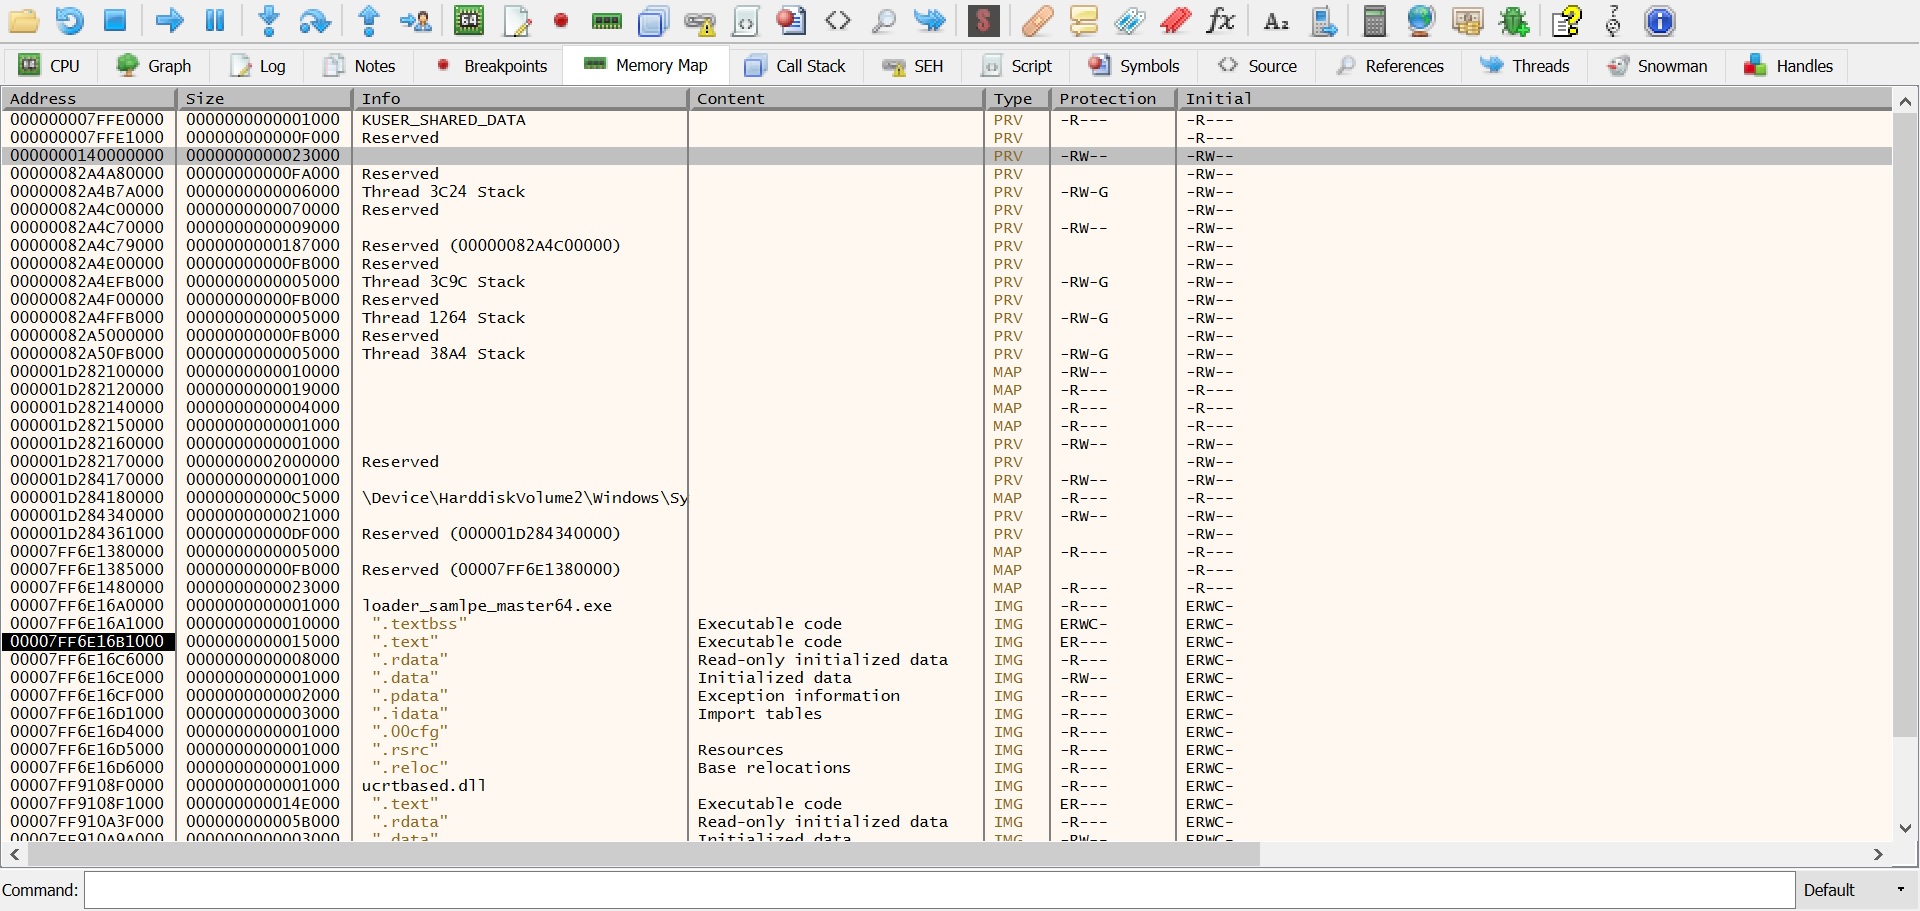 CPU Graph Log Notes Breakpoints Memory Map Call Stack SEH Script Symbols Source References Threads Snowman Handles
Address Size Info Content Type Protection Initial
000000007FFE0000 0000000000001000 KUSER_SHARED_DATA PRV -R--- -R---
000000007FFE1000 000000000000F000 Reserved PRV -R---
0000000140000000 0000000000023000 PRV -RW-- -RW--
00000082A4A80000 00000000000FA000 Reserved PRV -RW--
00000082A4B7A000 0000000000006000 Thread 3C24 Stack PRV -RW-G -RW--
00000082A4C00000 0000000000070000 Reserved PRV -RW--
00000082A4C70000 0000000000009000 PRV -RW-- -RW--
00000082A4C79000 0000000000187000 Reserved (00000082A4C00000) PRV -RW--
00000082A4E00000 00000000000FB000 Reserved PRV -RW--
00000082A4EFB000 0000000000005000 Thread 3C9C Stack PRV -RW-G -RW--
00000082A4F00000 00000000000FB000 Reserved PRV -RW--
00000082A4FFB000 0000000000005000 Thread 1264 Stack PRV -RW-G -RW--
00000082A5000000 00000000000FB000 Reserved PRV -RW--
00000082A50FB000 0000000000005000 Thread 38A4 Stack PRV -RW-G -RW--
000001D282100000 0000000000010000 MAP -RW-- -RW--
000001D282120000 0000000000019000 MAP -R--- -R---
000001D282140000 0000000000004000 MAP -R--- -R---
000001D282150000 0000000000001000 MAP -R--- -R---
000001D282160000 0000000000001000 PRV -RW-- -RW--
000001D282170000 0000000002000000 Reserved PRV -RW--
000001D284170000 0000000000001000 PRV -RW-- -RW--
000001D284180000 00000000000C5000 \Device\HarddiskVolume2\Windows\Sy MAP -R--- -R---
000001D284340000 0000000000021000 PRV -RW-- -RW--
000001D284361000 00000000000DF000 Reserved (000001D284340000) PRV -RW--
00007FF6E1380000 0000000000005000 MAP -R--- -R---
00007FF6E1385000 00000000000FB000 Reserved (00007FF6E1380000) MAP -R---
00007FF6E1480000 0000000000023000 MAP -R--- -R---
00007FF6E16A0000 0000000000001000 loader_samlpe_master64.exe IMG -R--- ERWC-
00007FF6E16A1000 0000000000010000 ".textbss" Executable code IMG ERWC- ERWC-
00007FF6E16B1000 0000000000015000 ".text" Executable code IMG ER--- ERWC-
00007FF6E16C6000 0000000000008000 ".rdata" Read-only initialized data IMG -R--- ERWC-
00007FF6E16CE000 0000000000001000 ".data" Initialized data IMG -RW-- ERWC-
00007FF6E16CF000 0000000000002000 ".pdata" Exception information IMG -R--- ERWC-
00007FF6E16D1000 0000000000003000 ".idata" Import tables IMG -R--- ERWC-
00007FF6E16D4000 0000000000001000 ".00cfg" IMG -R--- ERWC-
00007FF6E16D5000 0000000000001000 ".rsrc" Resources IMG -R--- ERWC-
00007FF6E16D6000 0000000000001000 ".reloc" Base relocations IMG -R--- ERWC-
00007FF9108F0000 0000000000001000 ucrtbased.dll IMG -R--- ERWC-
00007FF9108F1000 000000000014E000 ".text" Executable code IMG ER--- ERWC-
00007FF910A3F000 000000000005B000 ".rdata" Read-only initialized data IMG -R--- ERWC-
00007FF910A9A000 0000000000003000 ".data" Initialized data IMG -RW-- ERWC-
Command: Default